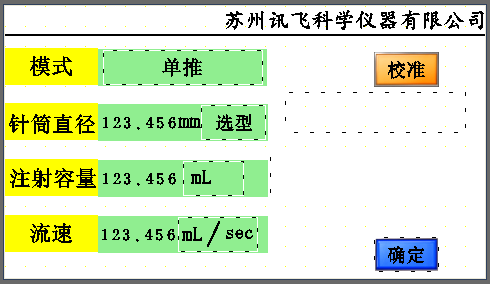 苏州讯飞科学仪器有限公司
模式 单推 校准
针筒直径 123.456mm 选型
注射容量 123.456 mL
流速 123.456 mL/sec
确定